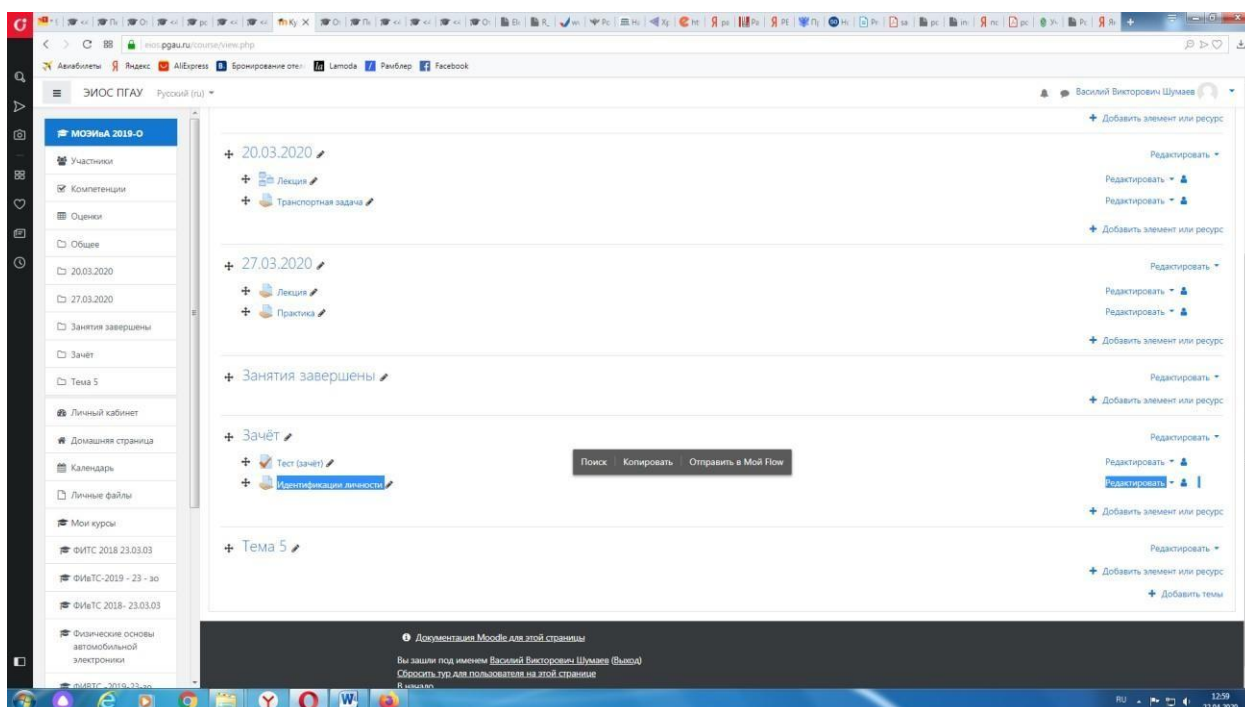 eios.pgau.ru/course/view.php
Авиабилеты Яндекс AliExpress Бронирование отел Lamoda Рамблер Facebook
ЭИОС ПГАУ Русский (ru)
Василий Викторович Шумаев
МОЭИвА 2019-О
Участники
Компетенции
Оценки
Общее
20.03.2020
27.03.2020
Занятия завершены
Зачёт
Тема 5
Личный кабинет
Домашняя страница
Календарь
Личные файлы
Мои курсы
ФИТС 2018 23.03.03
ФИвТС-2019 - 23 - зо
ФИвТС 2018- 23.03.03
Физические основы
автомобильной
электроники
Добавить элемент или ресурс
20.03.2020 Редактировать
Лекция Редактировать
Транспортная задача Редактировать
Добавить элемент или ресурс
27.03.2020 Редактировать
Лекция Редактировать
Практика Редактировать
Добавить элемент или ресурс
Занятия завершены Редактировать
Добавить элемент или ресурс
Зачёт Редактировать
Поиск Копировать Отправить в Мой Flow
Тест (зачёт) Редактировать
Идентификации личности Редактировать
Добавить элемент или ресурс
Тема 5 Редактировать
Добавить элемент или ресурс
Добавить темы
Документация Moodle для этой страницы
Вы зашли под именем Василий Викторович Шумаев (Выход)
Сбросить тур для пользователя на этой странице
В начало
RU 12:59